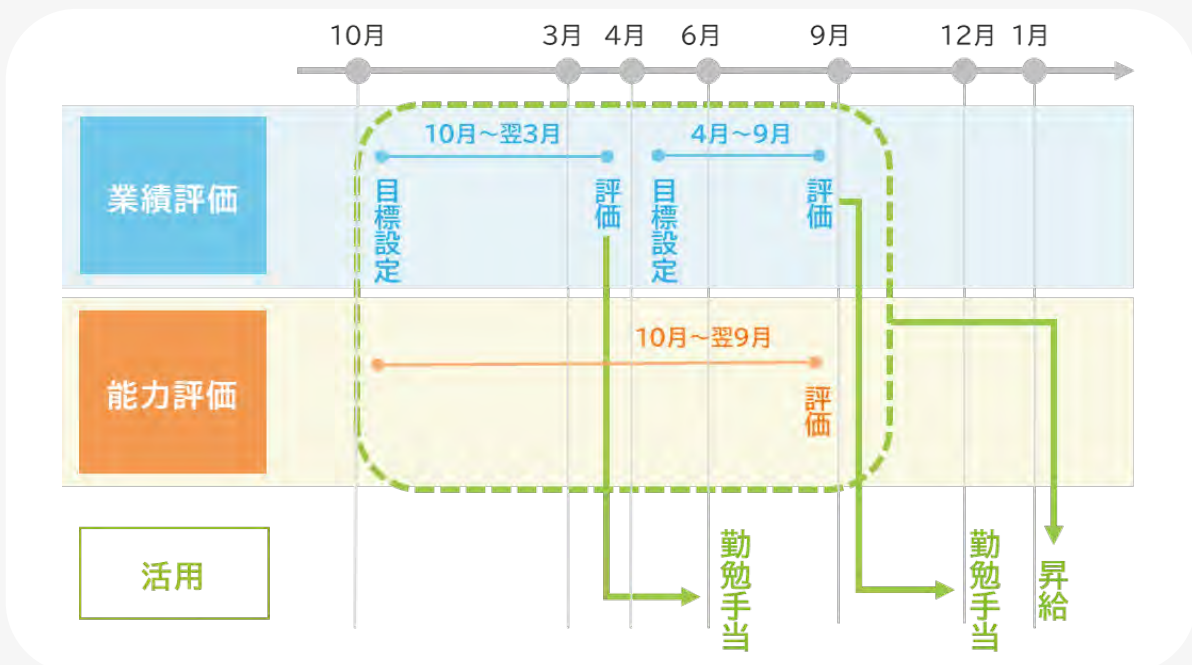 10月
3月
4月
6月
9月
12月
1月
業績評価
10月～翌3月
4月～9月
目標設定
評価
目標設定
評価
能力評価
10月～翌9月
評価
活用
勤勉手当
勤勉手当
昇給